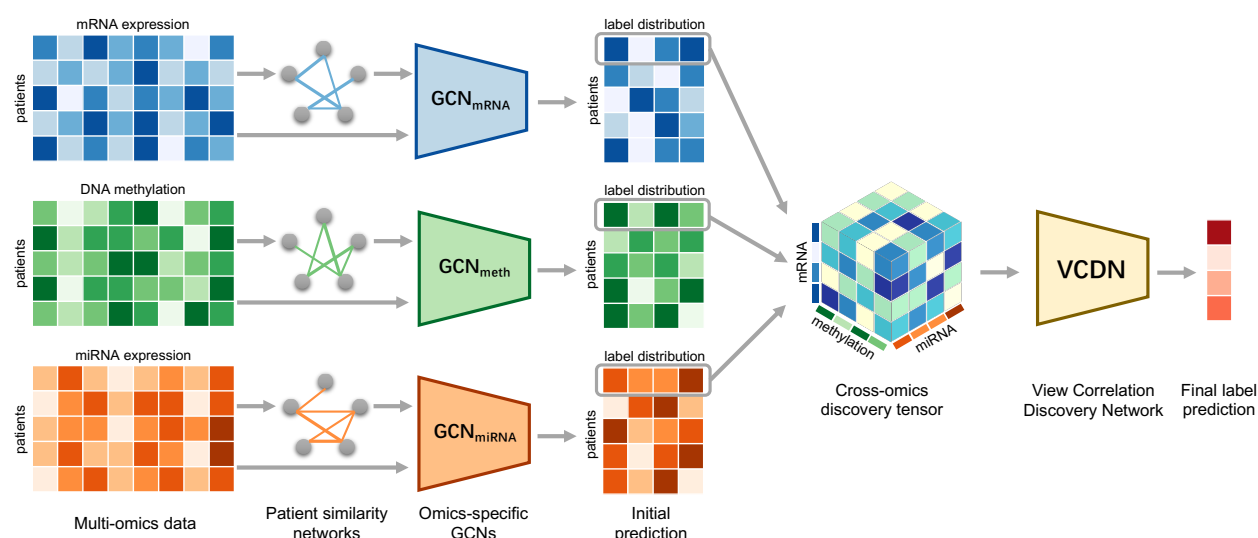 mRNA expression
patients
GCNmRNA
label distribution
patients
DNA methylation
patients
GCNmeth
label distribution
patients
miRNA expression
patients
GCNmiRNA
label distribution
patients
mRNA
methylation
miRNA
VCDN
Multi-omics data
Patient similarity
networks
Omics-specific
GCNs
Initial
prediction
Cross-omics
discovery tensor
View Correlation
Discovery Network
Final label
prediction